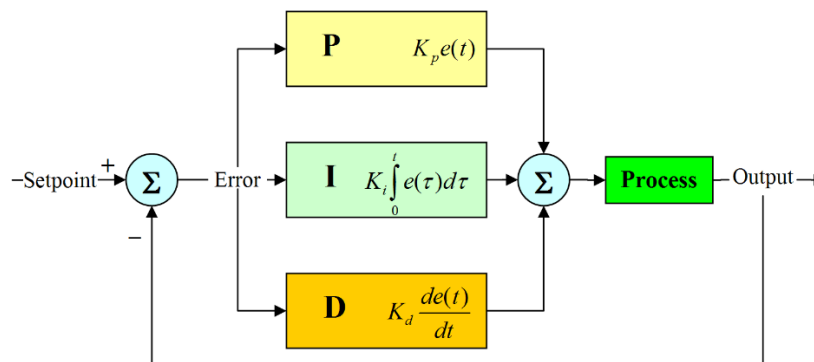 P K_p e(t)
+
Setpoint Σ Error I K_i ∫_0^t e(τ)dτ Σ Process Output
−
D K_d de(t)/dt